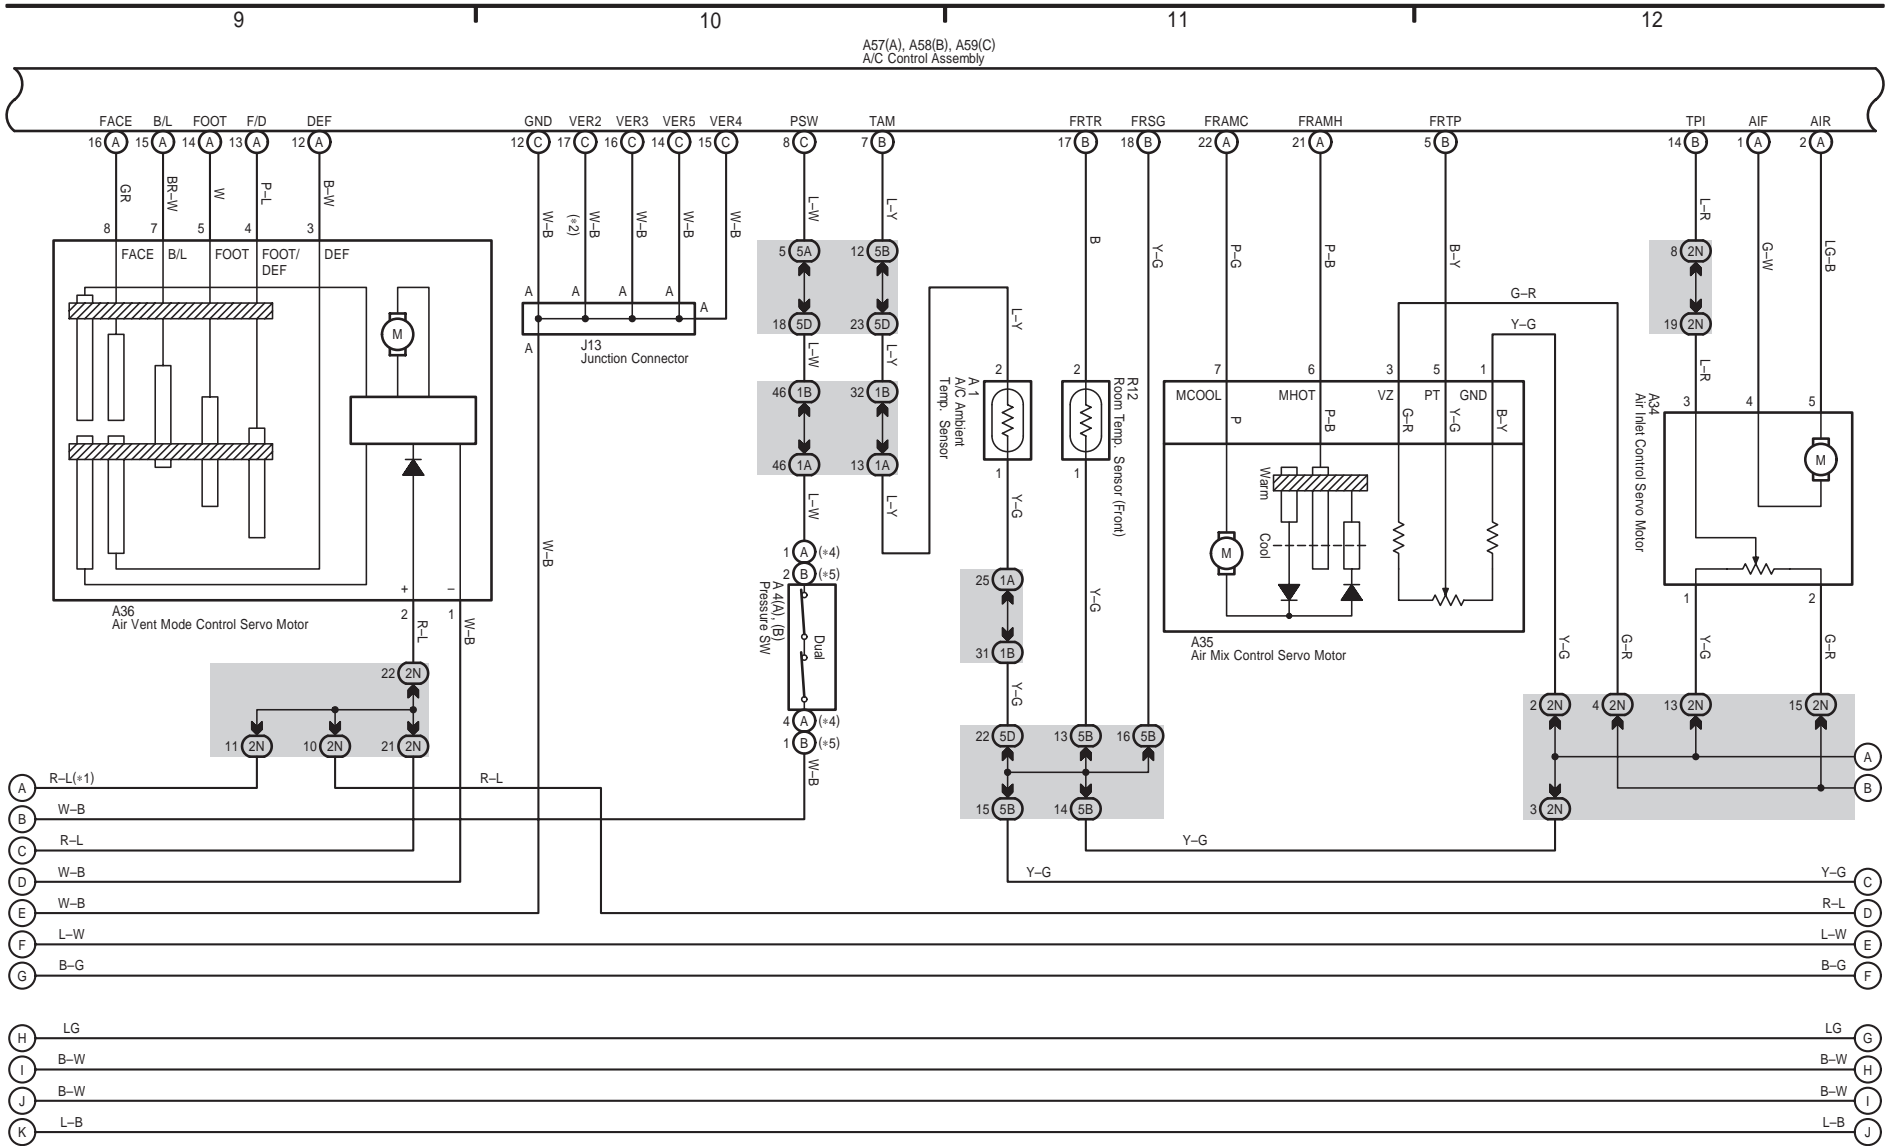 9 10 11 12
A57(A), A58(B), A59(C)
A/C Control Assembly
FACE B/L FOOT F/D DEF GND VER2 VER3 VER5 VER4 PSW TAM FRTR FRSG FRAMC FRAMH FRTP TPI AIF AIR
16 A 15 A 14 A 13 A 12 A 12 C 17 C 16 C 14 C 15 C 8 C 7 B 17 B 18 B 22 A 21 A 5 B 14 B 1 A 2 A
GR BR–W W P–L B–W W–B W–B (*2) W–B W–B W–B L–W L–Y B Y–G P–G P–B B–Y L–R G–W LG–B
8 7 5 4 3
FACE B/L FOOT FOOT/ DEF
DEF
5 5A 12 5B 8 2N
A A A A A
18 5D 23 5D 19 2N
G–R
Y–G
A
J13
Junction Connector
L–W L–Y L–Y L–R
M
46 1B 32 1B
46 1A 13 1A
2
A 1
A/C Ambient
Temp. Sensor
1
2
R12
Room Temp. Sensor (Front)
1
7 6 3 5 1
MCOOL MHOT VZ PT GND
P P–B G–R Y–G B–Y
Warm
Cool
M
A35
Air Mix Control Servo Motor
A34
Air Inlet Control Servo Motor
3 4 5
M
1 2
L–W L–Y Y–G
W–B
1 A (*4)
2 B (*5)
A 4(A), (B)
Pressure SW
Dual
4 A (*4)
1 B (*5)
W–B
25 1A
31 1B
Y–G Y–G
+ –
A36
Air Vent Mode Control Servo Motor
2 1
R–L W–B
22 2N
11 2N 10 2N 21 2N
Y–G G–R Y–G G–R
22 5D 13 5B 16 5B
15 5B 14 5B
2 2N 4 2N 13 2N 15 2N
3 2N
A
B
A R–L(*1) R–L
B W–B
C R–L Y–G
D W–B Y–G Y–G C
E W–B R–L D
F L–W L–W E
G B–G B–G F
H LG LG G
I B–W B–W H
J B–W B–W I
K L–B L–B J